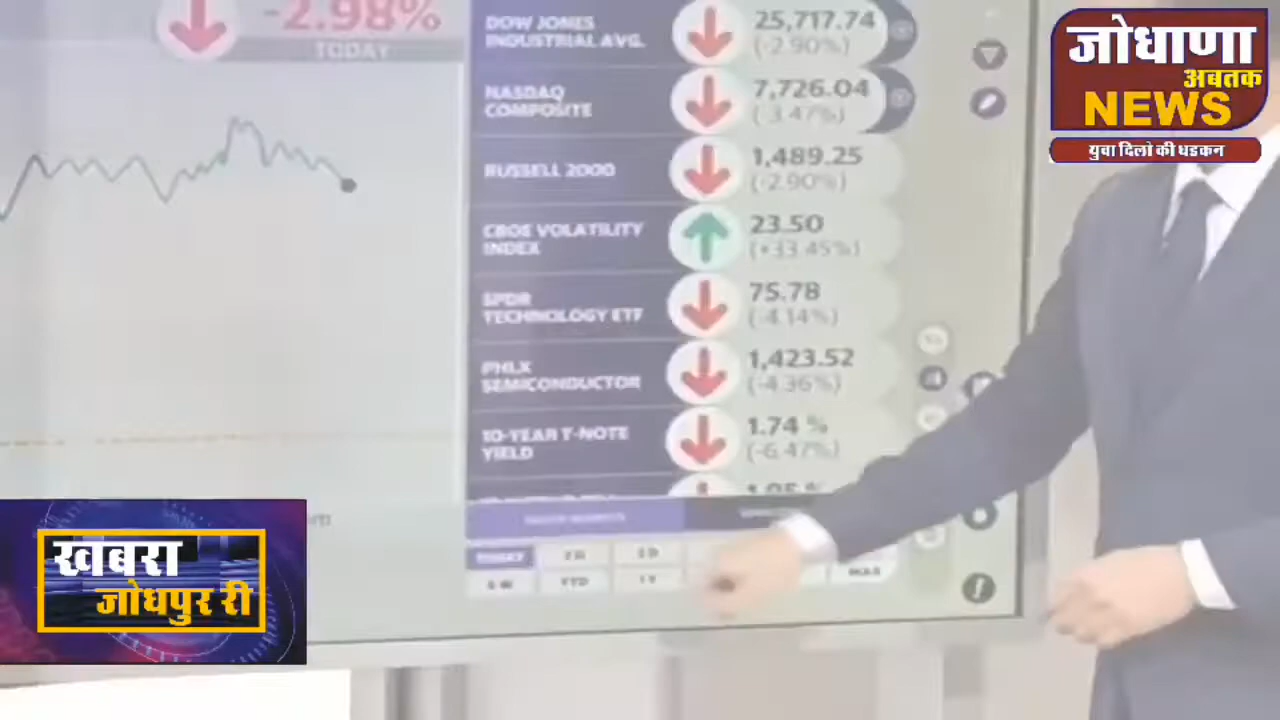 -2.98%
TODAY
DOW JONES
INDUSTRIAL AVG.
25,717.74
(-2.90%)
NASDAQ
COMPOSITE
7,726.04
(-3.47%)
RUSSELL 2000
1,489.25
(-2.90%)
CBOE VOLATILITY
INDEX
23.50
(+33.45%)
SPDR
TECHNOLOGY ETF
75.78
(-4.14%)
PHLX
SEMICONDUCTOR
1,423.52
(-4.36%)
10-YEAR T-NOTE
YIELD
1.74 %
(-6.47%)
TODAY
YTD
1Y
MAX
जोधाणा
अबतक
NEWS
युवा दिलो की धडकन
खबरा
जोधपुर री